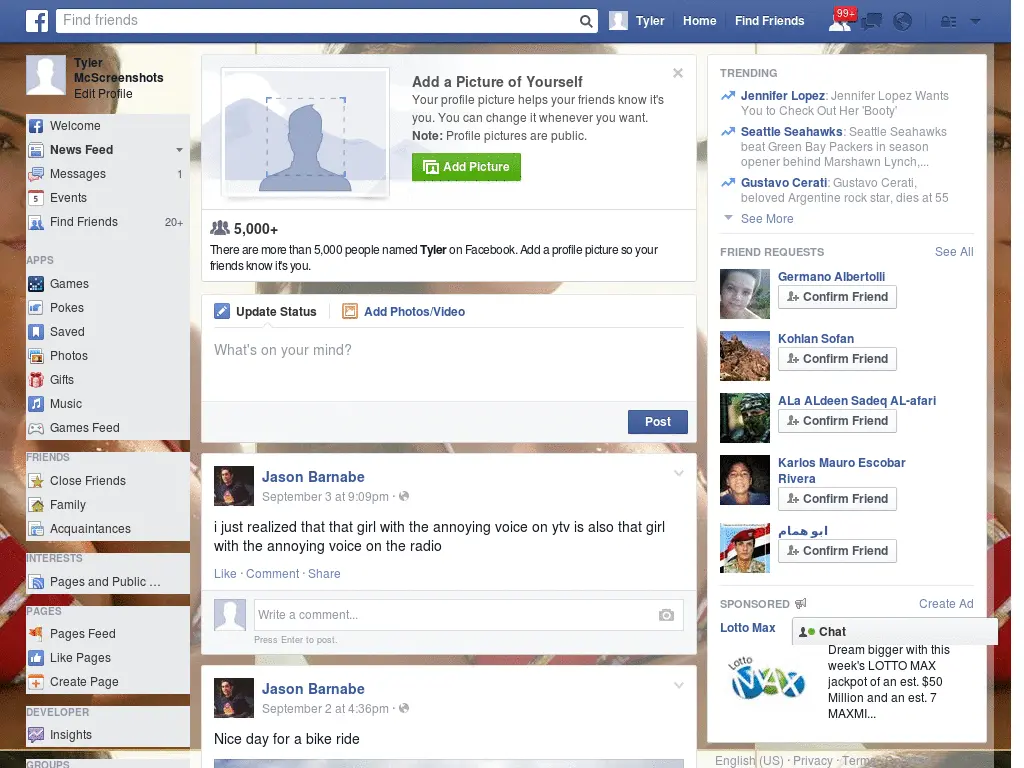 Find friends
Tyler
Home
Find Friends
99+
Tyler
McScreenshots
Edit Profile
Welcome
News Feed
Messages 1
5 Events
Find Friends 20+
APPS
Games
Pokes
Saved
Photos
Gifts
Music
Games Feed
FRIENDS
Close Friends
Family
Acquaintances
INTERESTS
Pages and Public ...
PAGES
Pages Feed
Like Pages
Create Page
DEVELOPER
Insights
GROUPS
Add a Picture of Yourself
Your profile picture helps your friends know it's
you. You can change it whenever you want.
Note: Profile pictures are public.
Add Picture
5,000+
There are more than 5,000 people named Tyler on Facebook. Add a profile picture so your
friends know it's you.
Update Status
Add Photos/Video
What's on your mind?
Post
Jason Barnabe
September 3 at 9:09pm ·
i just realized that that girl with the annoying voice on ytv is also that girl
with the annoying voice on the radio
Like · Comment · Share
Write a comment...
Press Enter to post.
Jason Barnabe
September 2 at 4:36pm ·
Nice day for a bike ride
TRENDING
Jennifer Lopez: Jennifer Lopez Wants
You to Check Out Her 'Booty'
Seattle Seahawks: Seattle Seahawks
beat Green Bay Packers in season
opener behind Marshawn Lynch,...
Gustavo Cerati: Gustavo Cerati,
beloved Argentine rock star, dies at 55
See More
FRIEND REQUESTS See All
Germano Albertolli
Confirm Friend
Kohlan Sofan
Confirm Friend
ALa ALdeen Sadeq AL-afari
Confirm Friend
Karlos Mauro Escobar
Rivera
Confirm Friend
ابو همام
Confirm Friend
SPONSORED Create Ad
Lotto Max
Chat
Lotto MAX
Dream bigger with this
week's LOTTO MAX
jackpot of an est. $50
Million and an est. 7
MAXMI...
English (US) · Privacy · Terms